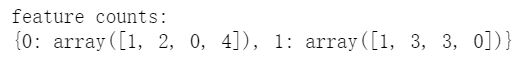 feature counts:
{0: array([1, 2, 0, 4]), 1: array([1, 3, 3, 0])}